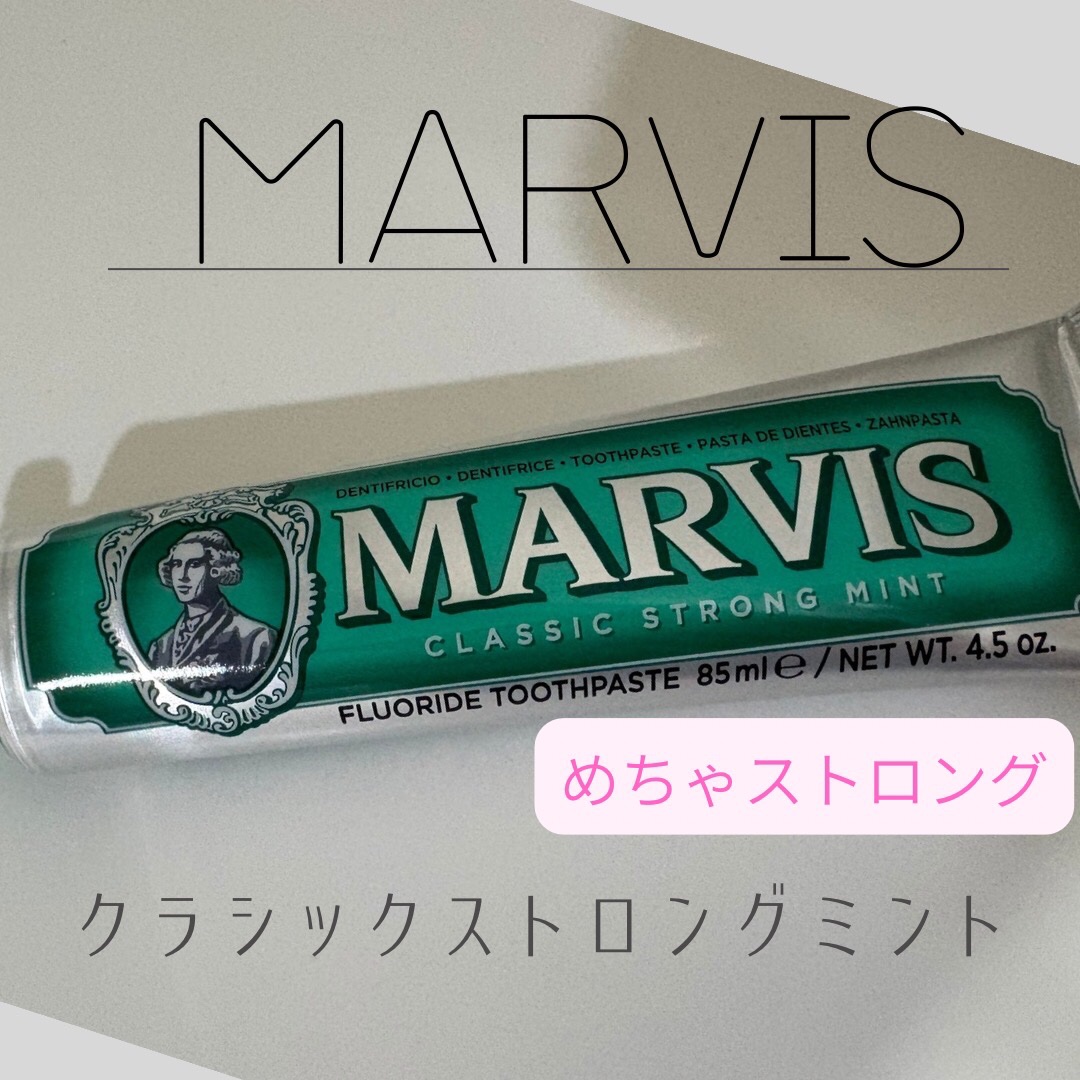 MARVIS
DENTIFRICIO • DENTIFRICE • TOOTHPASTE • PASTA DE DIENTES • ZAHNPASTA
MARVIS
CLASSIC STRONG MINT
FLUORIDE TOOTHPASTE 85 ml ℮ / NET WT. 4.5 oz.
めちゃストロング
クラシックストロングミント